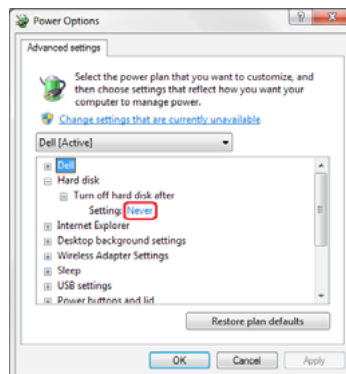 Power Options
Advanced settings
Select the power plan that you want to customize, and
then choose settings that reflect how you want your
computer to manage power.
Change settings that are currently unavailable
Dell [Active]
Dell
Hard disk
Turn off hard disk after
Setting: Never
Internet Explorer
Desktop background settings
Wireless Adapter Settings
Sleep
USB settings
Power buttons and lid
Restore plan defaults
OK
Cancel
Apply